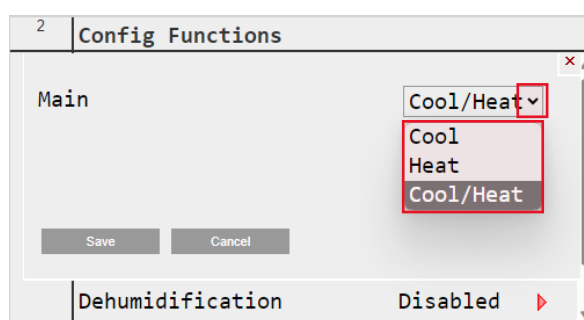 2
Config Functions
×
Main
Cool/Heat
Cool
Heat
Cool/Heat
Save
Cancel
Dehumidification
Disabled